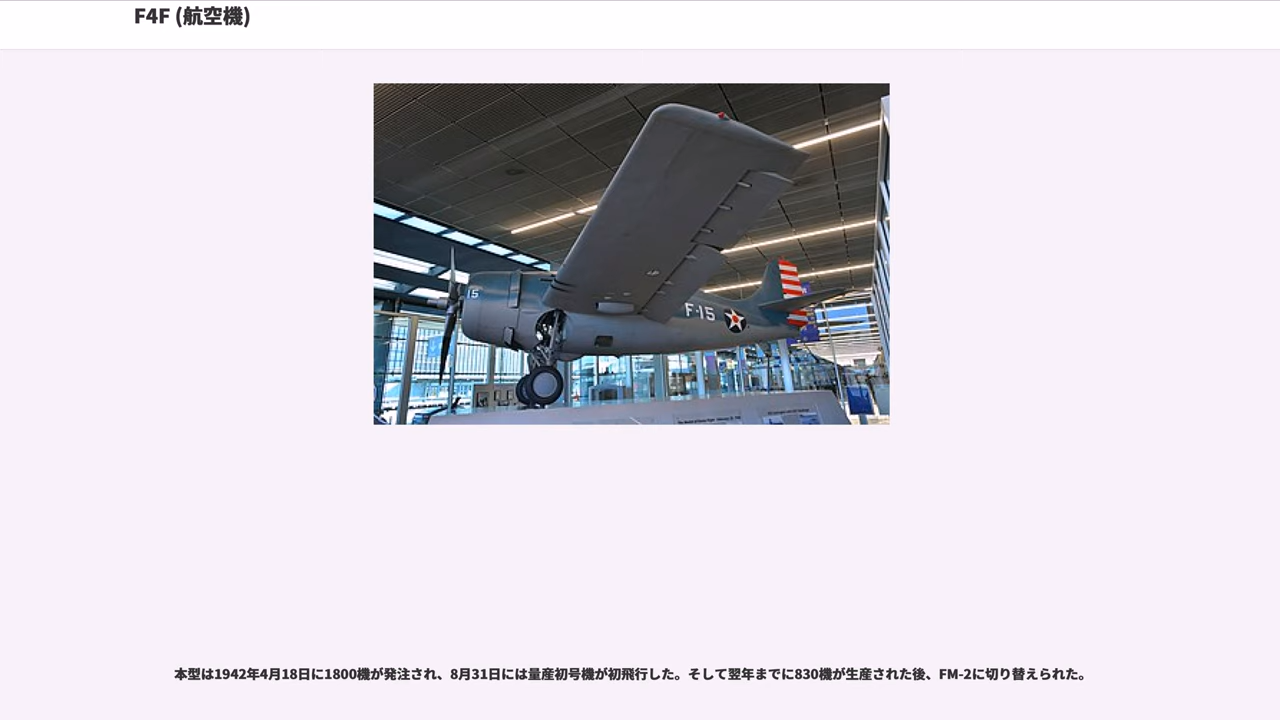 F4F (航空機)
15
F-15
本型は1942年4月18日に1800機が発注され、8月31日には量産初号機が初飛行した。そして翌年までに830機が生産された後、FM-2に切り替えられた。